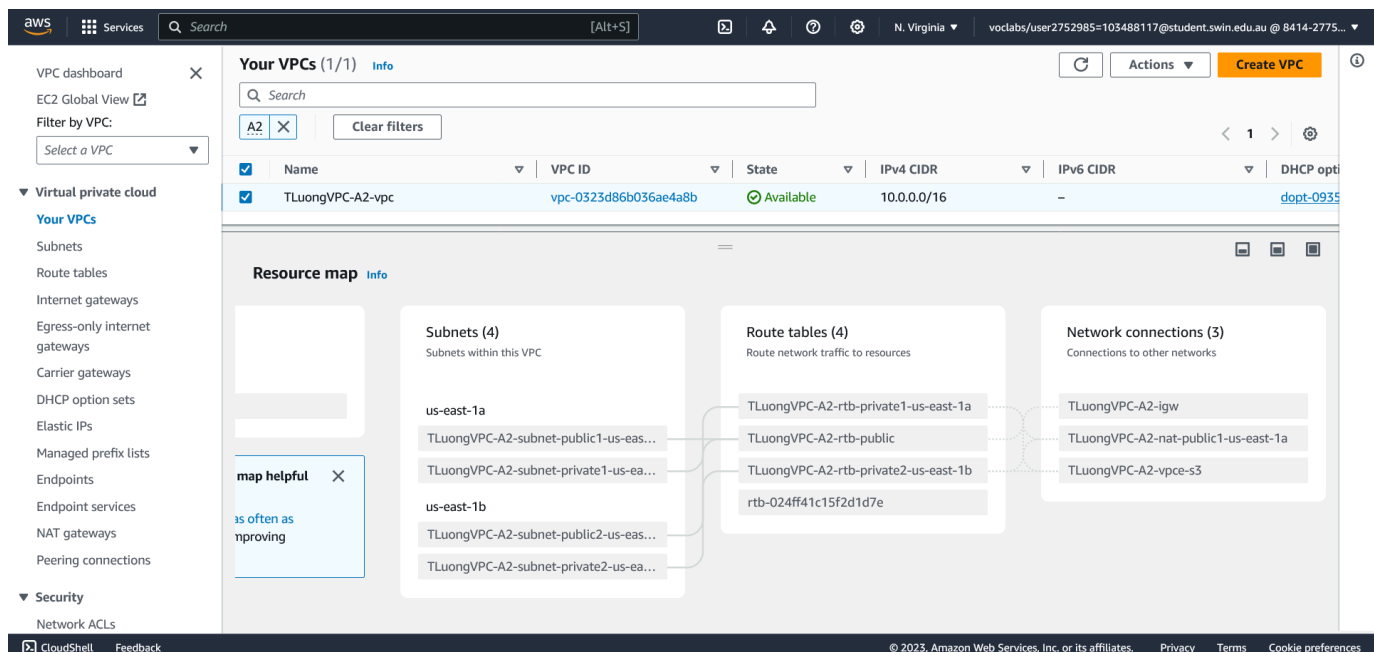 aws
Services
Search [Alt+S]
N. Virginia
voclabs/user2752985=103488117@student.swin.edu.au @ 8414-2775...
VPC dashboard
EC2 Global View
Filter by VPC:
Select a VPC
Virtual private cloud
Your VPCs
Subnets
Route tables
Internet gateways
Egress-only internet
gateways
Carrier gateways
DHCP option sets
Elastic IPs
Managed prefix lists
Endpoints
Endpoint services
NAT gateways
Peering connections
Security
Network ACLs
Your VPCs (1/1) Info
Actions
Create VPC
Search
A2
Clear filters
1
Name VPC ID State IPv4 CIDR IPv6 CIDR DHCP opti
TLuongVPC-A2-vpc vpc-0323d86b036ae4a8b Available 10.0.0.0/16 – dopt-0935
Resource map Info
map helpful
as often as
mproving
Subnets (4)
Subnets within this VPC
us-east-1a
TLuongVPC-A2-subnet-public1-us-eas...
TLuongVPC-A2-subnet-private1-us-ea...
us-east-1b
TLuongVPC-A2-subnet-public2-us-eas...
TLuongVPC-A2-subnet-private2-us-ea...
Route tables (4)
Route network traffic to resources
TLuongVPC-A2-rtb-private1-us-east-1a
TLuongVPC-A2-rtb-public
TLuongVPC-A2-rtb-private2-us-east-1b
rtb-024ff41c15f2d1d7e
Network connections (3)
Connections to other networks
TLuongVPC-A2-igw
TLuongVPC-A2-nat-public1-us-east-1a
TLuongVPC-A2-vpce-s3
CloudShell Feedback © 2023, Amazon Web Services, Inc. or its affiliates. Privacy Terms Cookie preferences